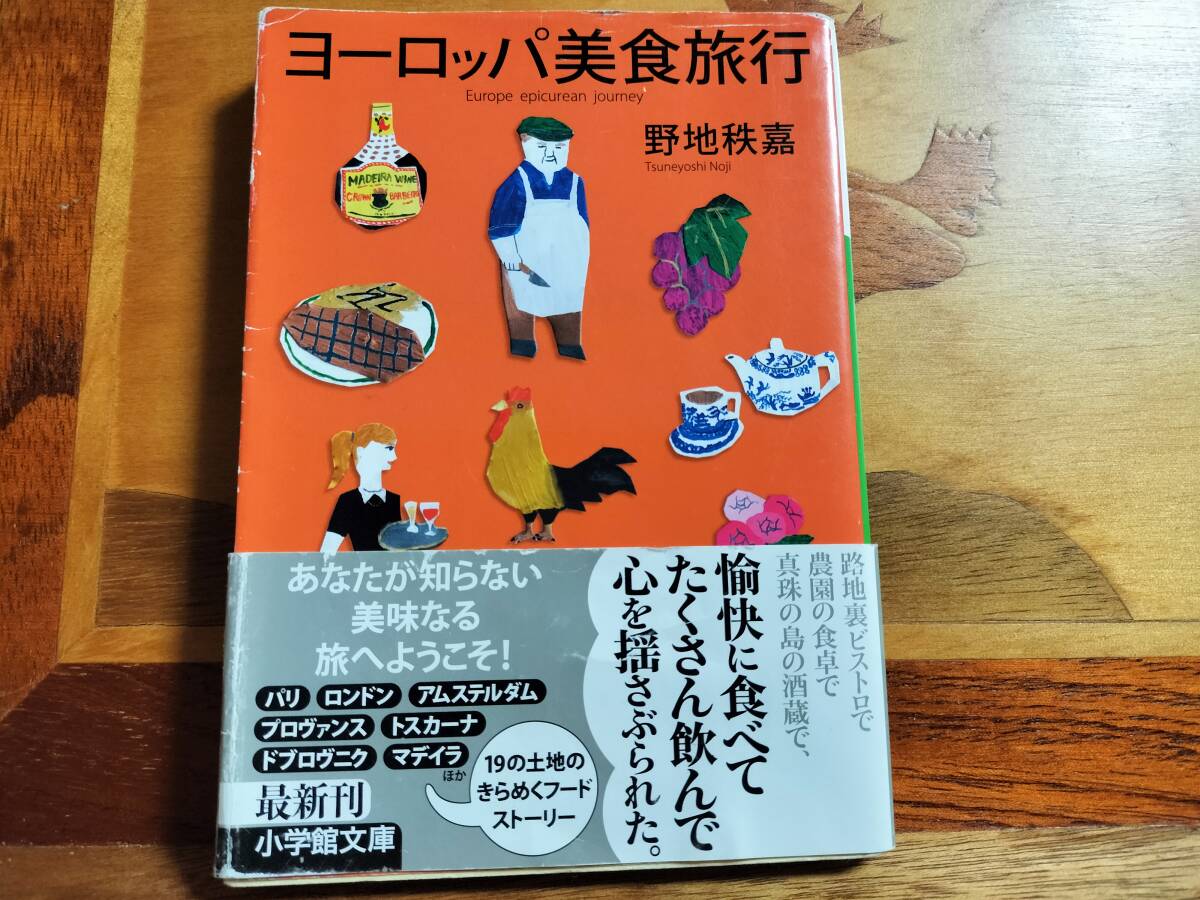 ヨーロッパ美食旅行
Europe epicurean journey
野地秩嘉
Tsuneyoshi Noji
MADEIRA WINE
CROWN BARBEITO
路地裏ビストロで
農園の食卓で
真珠の島の酒蔵で、
愉快に食べて
たくさん飲んで
心を揺さぶられた。
あなたが知らない
美味なる
旅へようこそ!
パリ ロンドン アムステルダム
プロヴァンス トスカーナ
ドブロヴニク マデイラ
ほか
19の土地の
きらめくフード
ストーリー
最新刊
小学館文庫